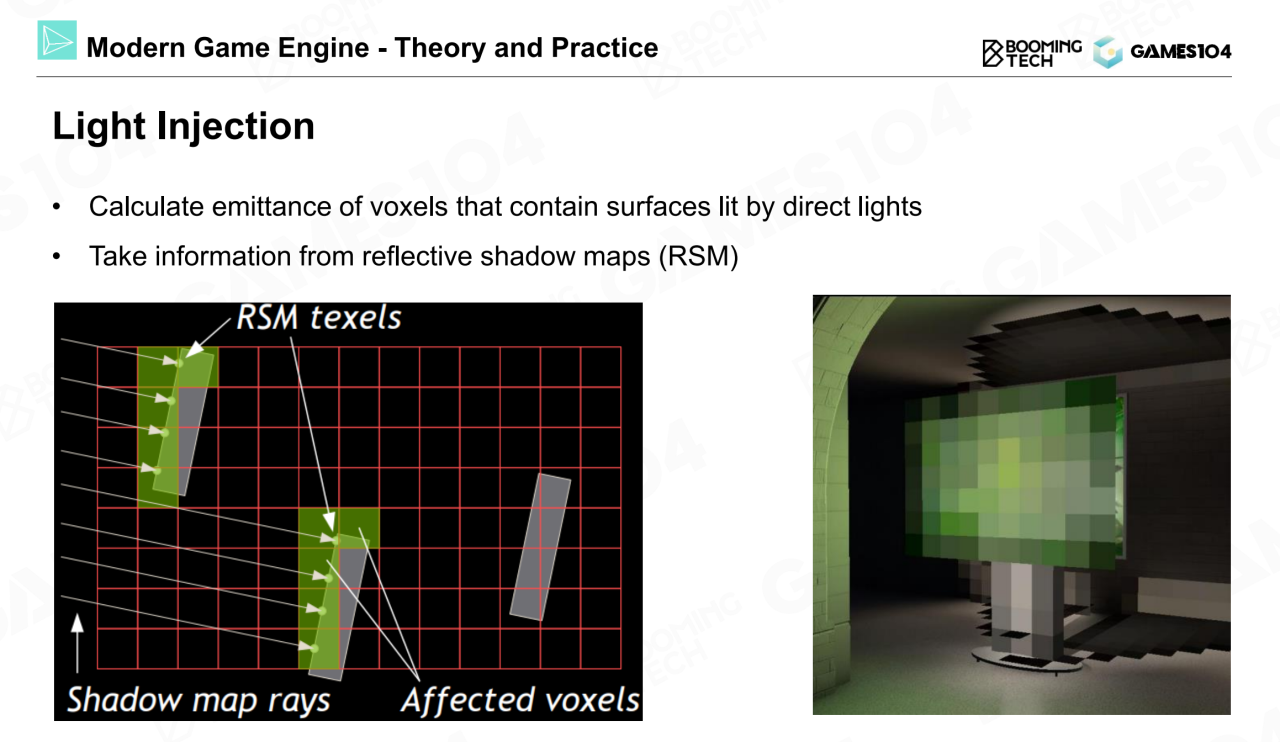 Modern Game Engine - Theory and Practice
BOOMING
TECH
GAMES104
Light Injection
• Calculate emittance of voxels that contain surfaces lit by direct lights
• Take information from reflective shadow maps (RSM)
RSM texels
Shadow map rays
Affected voxels